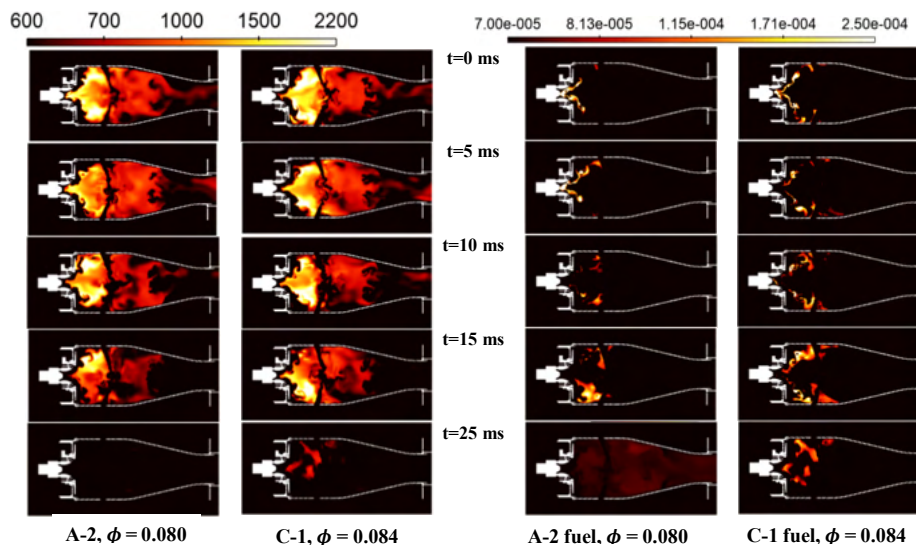 600 700 1000 1500 2200
7.00e-005 8.13e-005 1.15e-004 1.71e-004 2.50e-004
t=0 ms
t=5 ms
t=10 ms
t=15 ms
t=25 ms
A-2, ϕ = 0.080 C-1, ϕ = 0.084 A-2 fuel, ϕ = 0.080 C-1 fuel, ϕ = 0.084